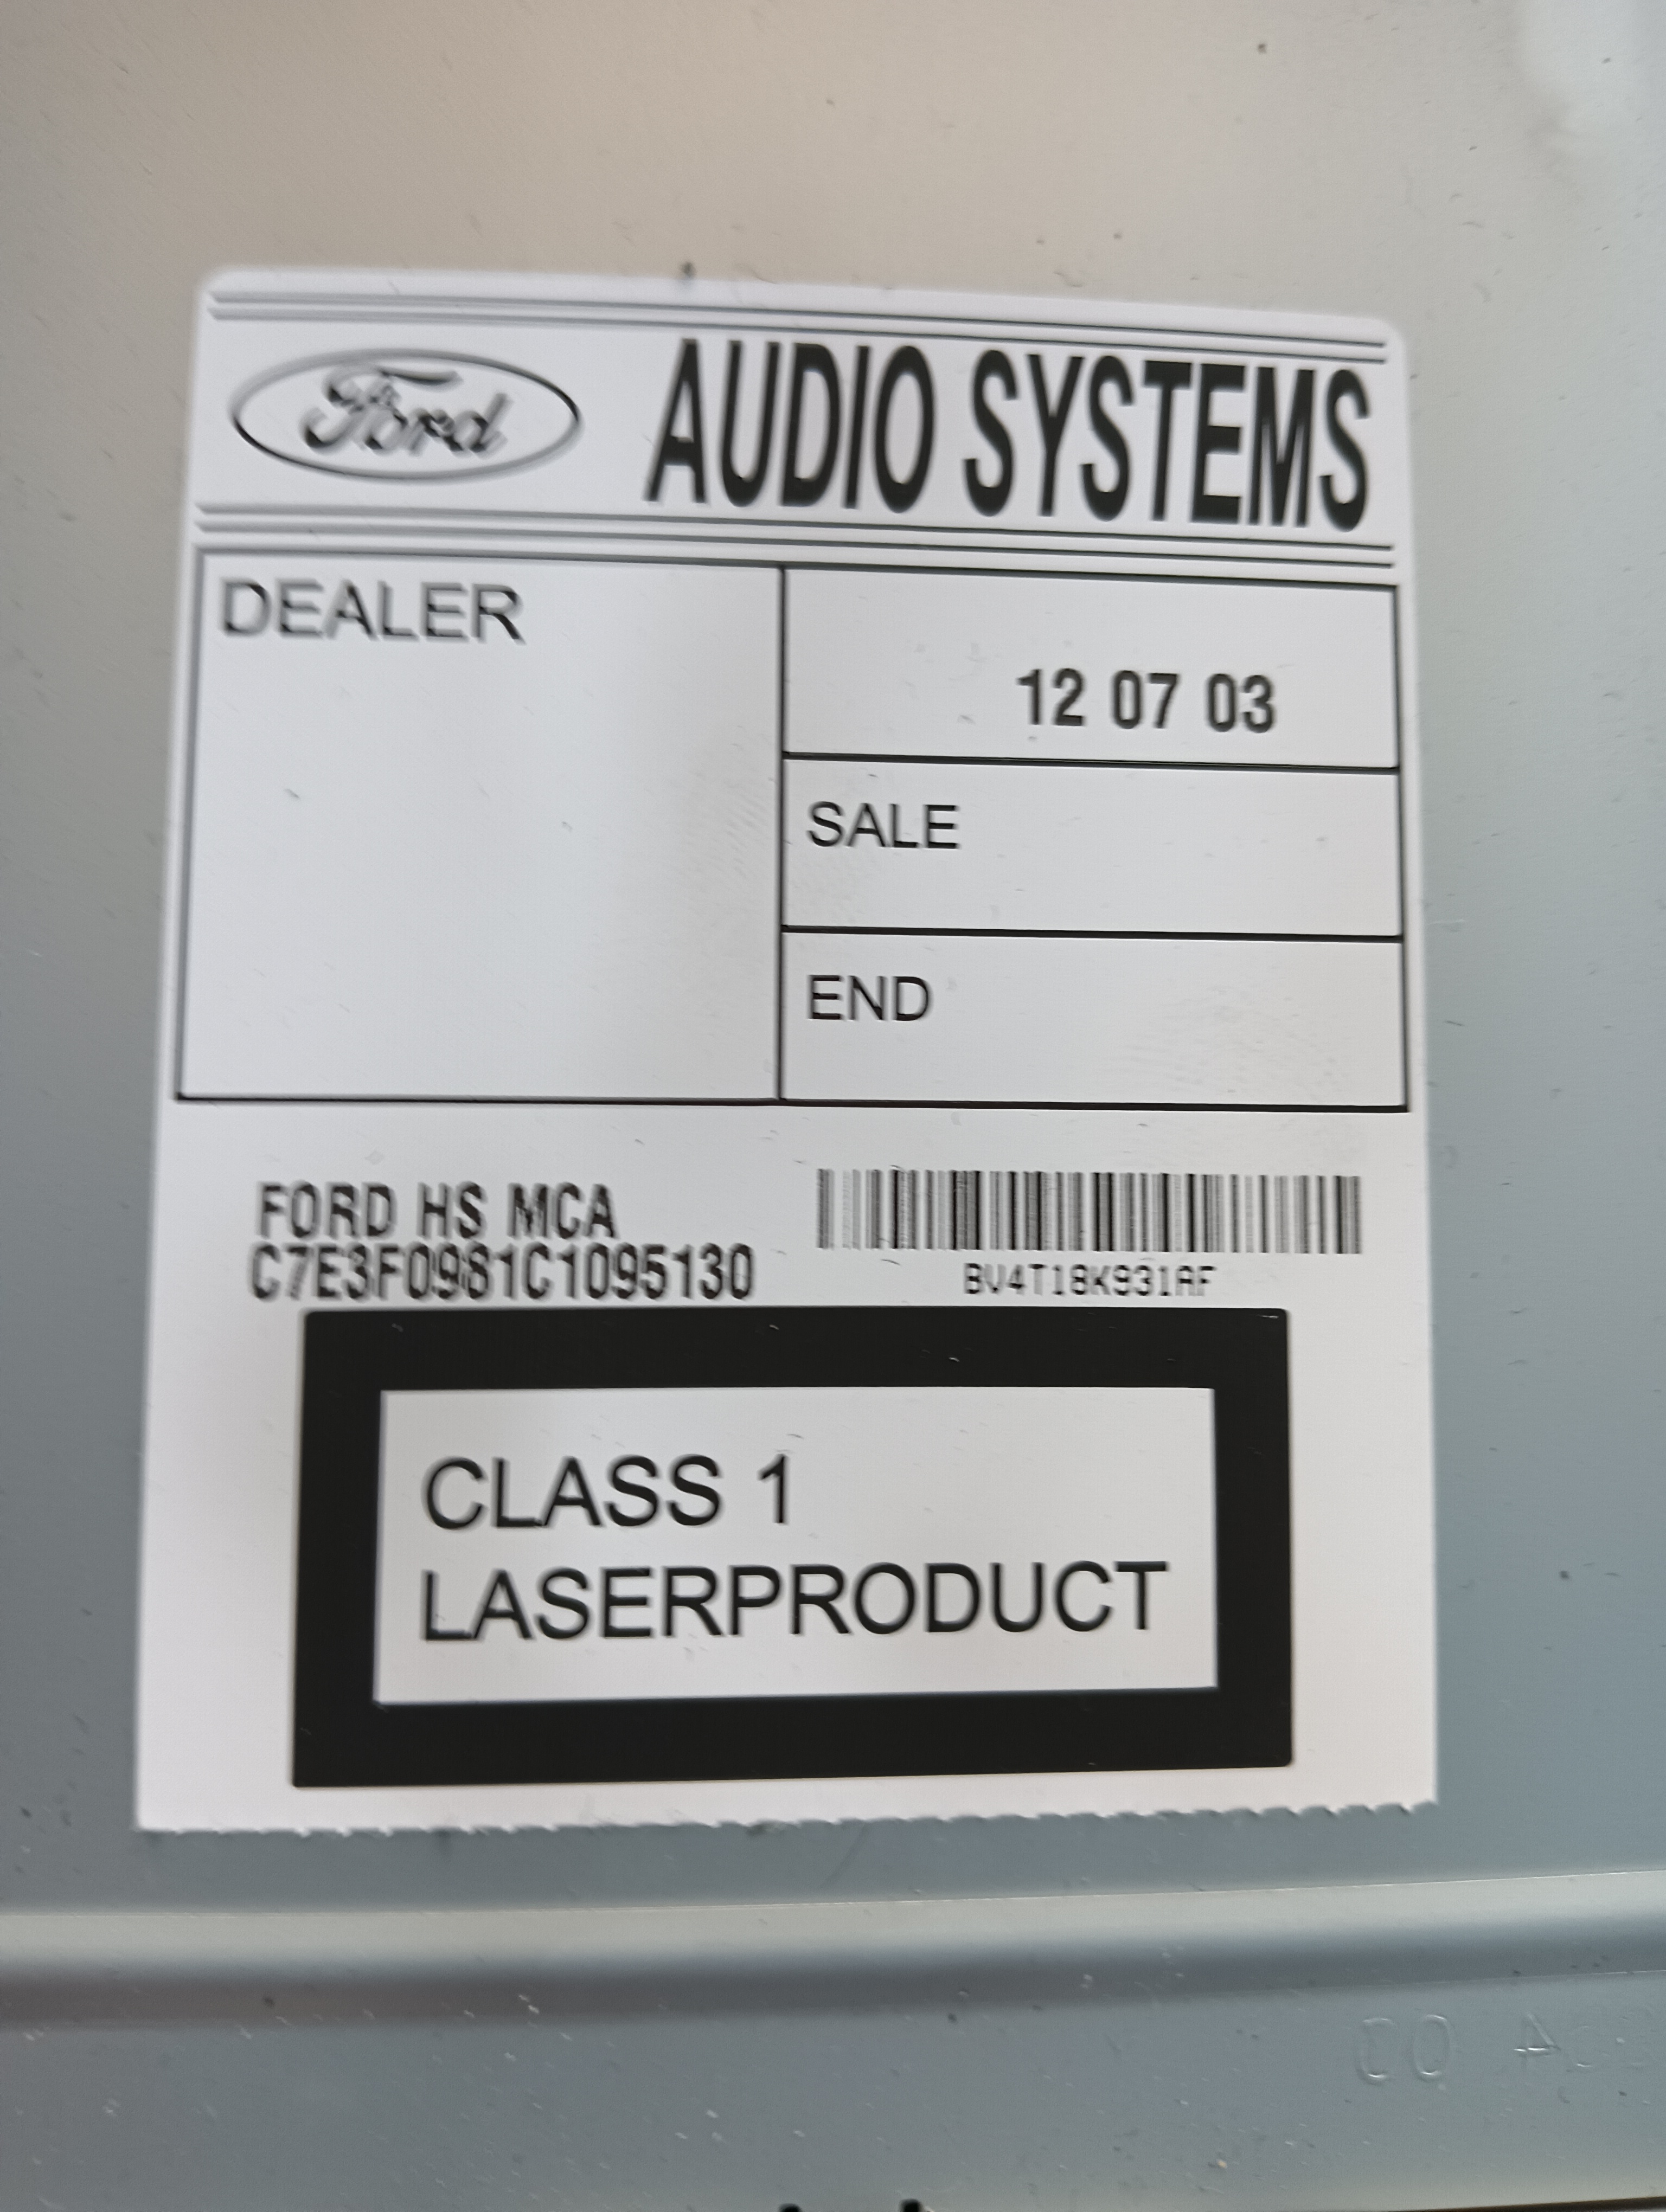 Ford AUDIO SYSTEMS
DEALER
12 07 03
SALE
END
FORD HS MCA
C7E3F0981C1095130
BV4T18K931AF
CLASS 1
LASERPRODUCT